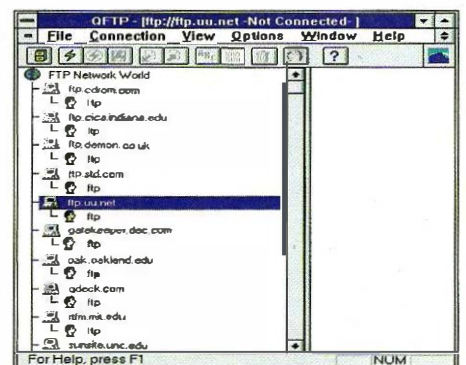 QFTP - [ftp://ftp.uu.net -Not Connected- ]
File Connection View Options Window Help
?
FTP Network World
ftp.cdrom.com
ftp
ftp.cica.indiana.edu
ftp
ftp.demon.co.uk
ftp
ftp.std.com
ftp
ftp.uu.net
ftp
gatekeeper.dec.com
ftp
oak.oakland.edu
ftp
qdeck.com
ftp
rtfm.mit.edu
ftp
sunsite.unc.edu
For Help, press F1
NUM